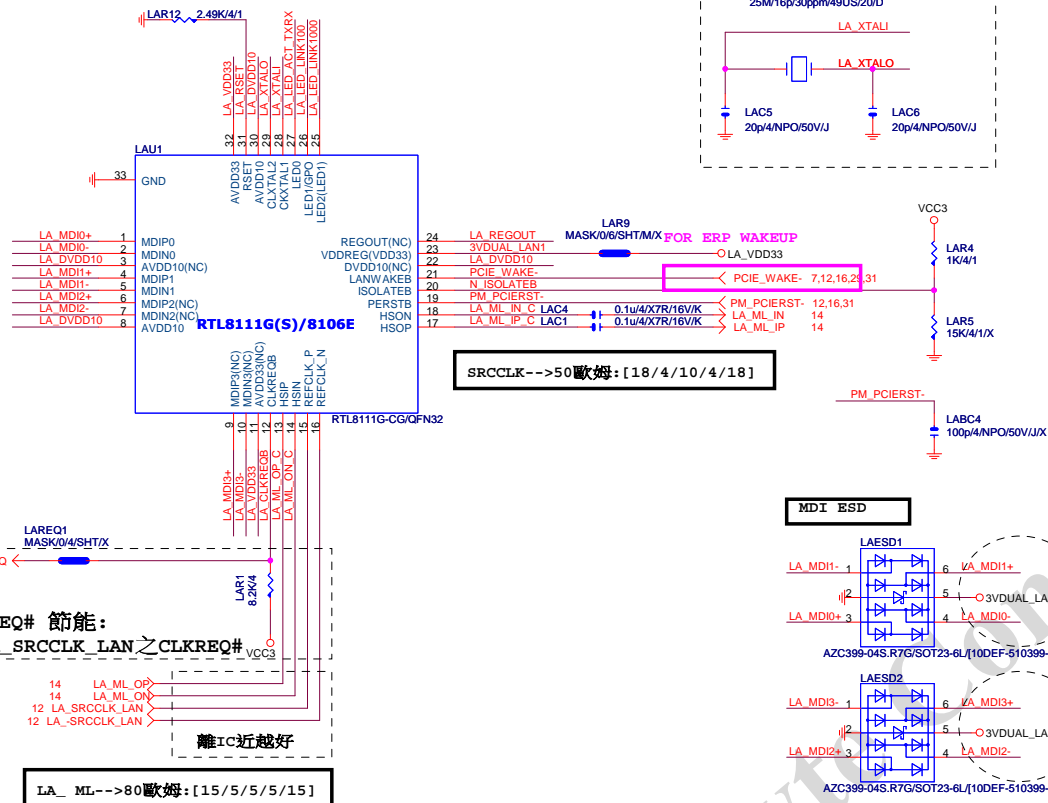 25M/16p/30ppm/49US/20/D
LAR12 2.49K/4/1
LA_XTALI
LA_XTALO
LAC5
20p/4/NPO/50V/J
LAC6
20p/4/NPO/50V/J
LA_VDD33
LA_RSET
LA_DVDD10
LA_XTALO
LA_XTALI
LA_LED_ACT_TXRX
LA_LED_LINK100
LA_LED_LINK1000
32 31 30 29 28 27 26 25
LAU1
AVDD33
RSET
AVDD10
CLXTAL2
CKXTAL1
LED0
LED1/GPO
LED2(LED1)
33 GND
LA_MDI0+ 1 MDIP0
LA_MDI0- 2 MDIN0
LA_DVDD10 3 AVDD10(NC)
LA_MDI1+ 4 MDIP1
LA_MDI1- 5 MDIN1
LA_MDI2+ 6 MDIP2(NC)
LA_MDI2- 7 MDIN2(NC)
LA_DVDD10 8 AVDD10
RTL8111G(S)/8106E
REGOUT(NC) 24 LA_REGOUT
VDDREG(VDD33) 23 3VDUAL_LAN1
DVDD10(NC) 22 LA_DVDD10
LANWAKEB 21 PCIE_WAKE-
ISOLATEB 20 N_ISOLATEB
PERSTB 19 PM_PCIERST-
HSON 18 LA_ML_IN_C LAC4 0.1u/4/X7R/16V/K LA_ML_IN 14
HSOP 17 LA_ML_IP_C LAC1 0.1u/4/X7R/16V/K LA_ML_IP 14
LAR9
MASK/0/6/SHT/M/X
FOR ERP WAKEUP
LA_VDD33
PCIE_WAKE- 7,12,16,29,31
PM_PCIERST- 12,16,31
VCC3
LAR4
1K/4/1
LAR5
15K/4/1/X
SRCCLK-->50歐姆:[18/4/10/4/18]
PM_PCIERST-
LABC4
100p/4/NPO/50V/J/X
MDIP3(NC)
MDIN3(NC)
AVDD33(NC)
CLKREQB
HSIP
HSIN
REFCLK_P
REFCLK_N
RTL8111G-CG/QFN32
9 10 11 12 13 14 15 16
LA_MDI3+
LA_MDI3-
LA_VDD33
LA_CLKREQB
LA_ML_OP_C
LA_ML_ON_C
LAREQ1
MASK/0/4/SHT/X
Q
LAR1
8.2K/4
VCC3
EQ# 節能:
_SRCCLK_LAN之CLKREQ#
14 LA_ML_OP
14 LA_ML_ON
12 LA_SRCCLK_LAN
12 LA_-SRCCLK_LAN
離IC近越好
LA_ ML-->80歐姆:[15/5/5/5/15]
MDI ESD
LAESD1
LA_MDI1- 1 6 LA_MDI1+
2 5 3VDUAL_LA
LA_MDI0+ 3 4 LA_MDI0-
AZC399-04S.R7G/SOT23-6L/[10DEF-510399-
LAESD2
LA_MDI3- 1 6 LA_MDI3+
2 5 3VDUAL_LA
LA_MDI2+ 3 4 LA_MDI2-
AZC399-04S.R7G/SOT23-6L/[10DEF-510399-
yte Con